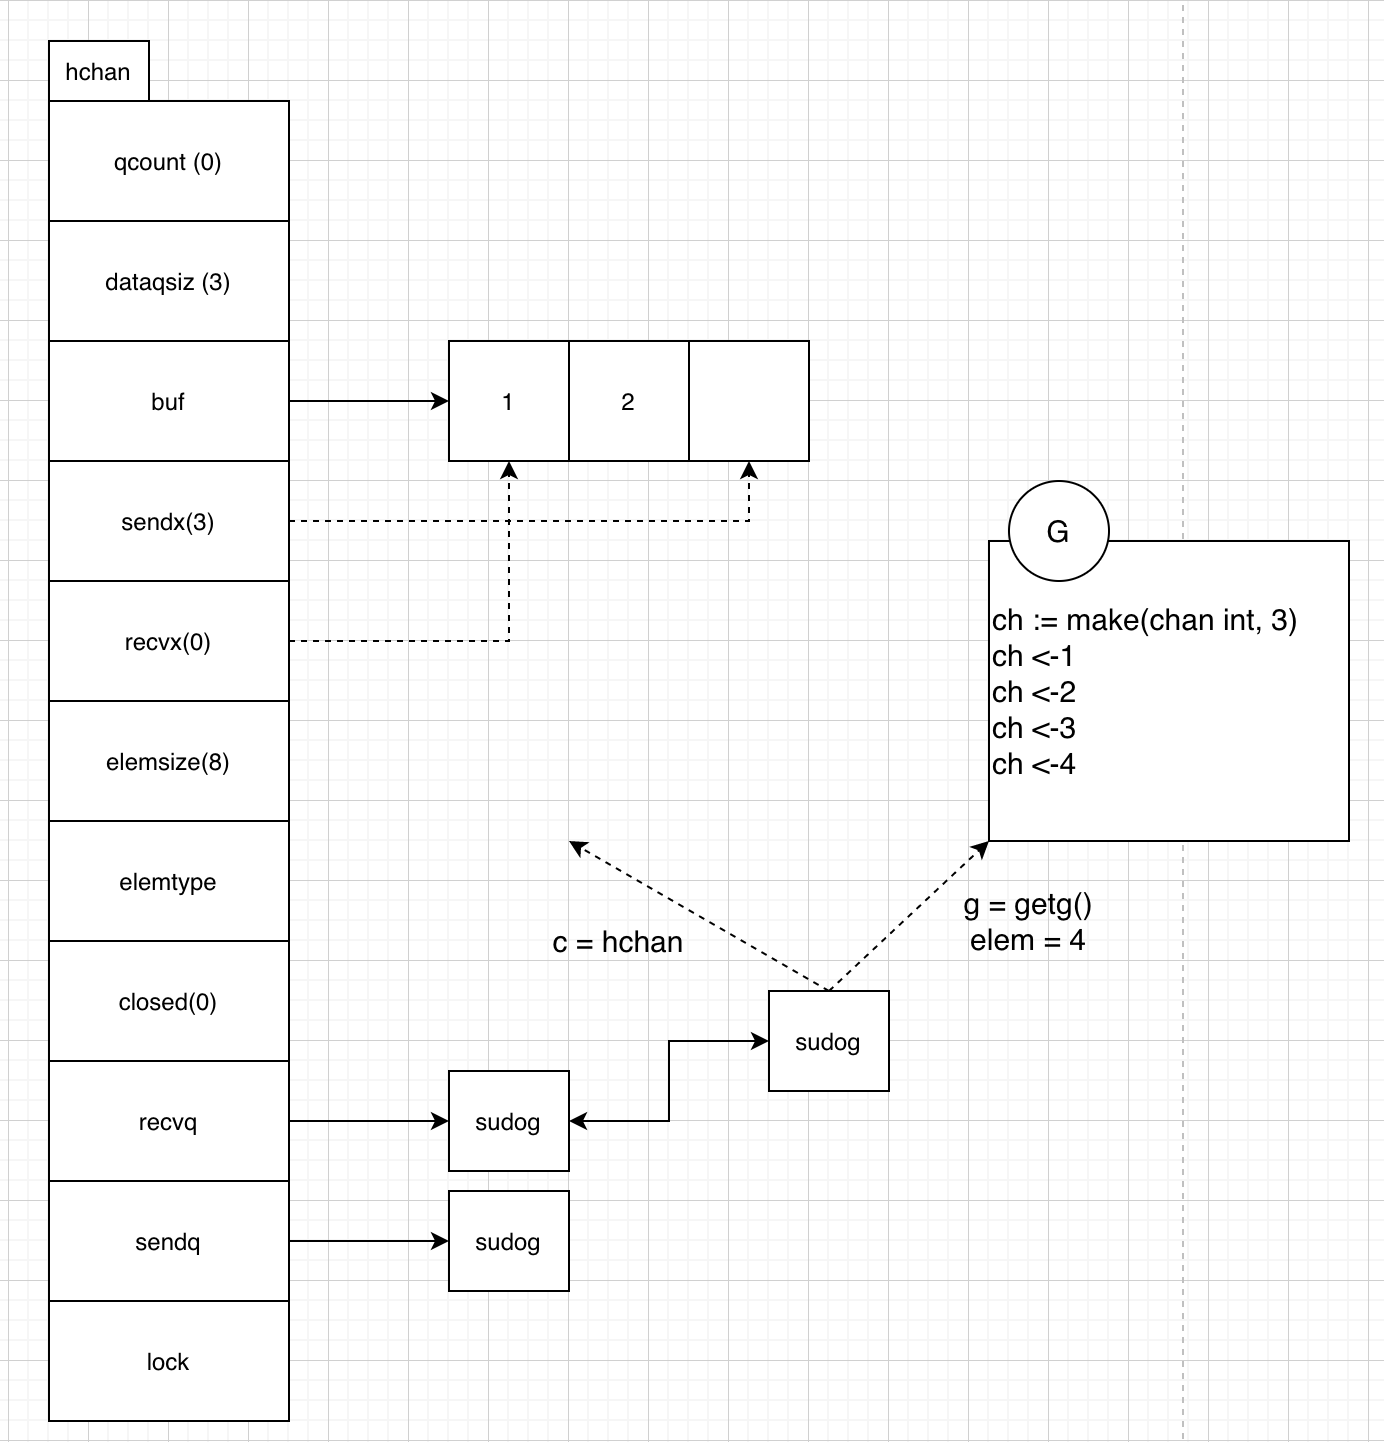 hchan
qcount (0)
dataqsiz (3)
buf
1
2
sendx(3)
G
recvx(0)
ch := make(chan int, 3)
ch <-1
ch <-2
ch <-3
ch <-4
elemsize(8)
elemtype
g = getg()
elem = 4
c = hchan
closed(0)
sudog
recvq
sudog
sendq
sudog
lock